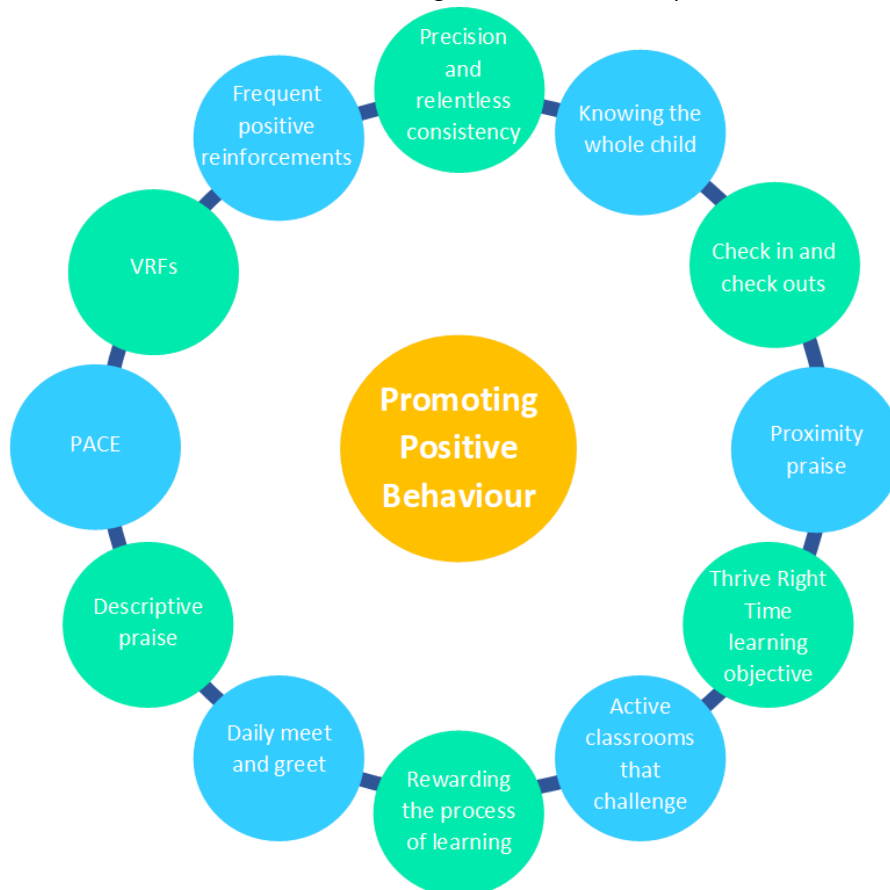 Precision
and
relentless
consistency
Knowing the
whole child
Check in and
check outs
Proximity
praise
Thrive Right
Time
learning
objective
Active
classrooms
that
challenge
Rewarding
the process
of learning
Daily meet
and greet
Descriptive
praise
PACE
VRFs
Frequent
positive
reinforcements
Promoting
Positive
Behaviour